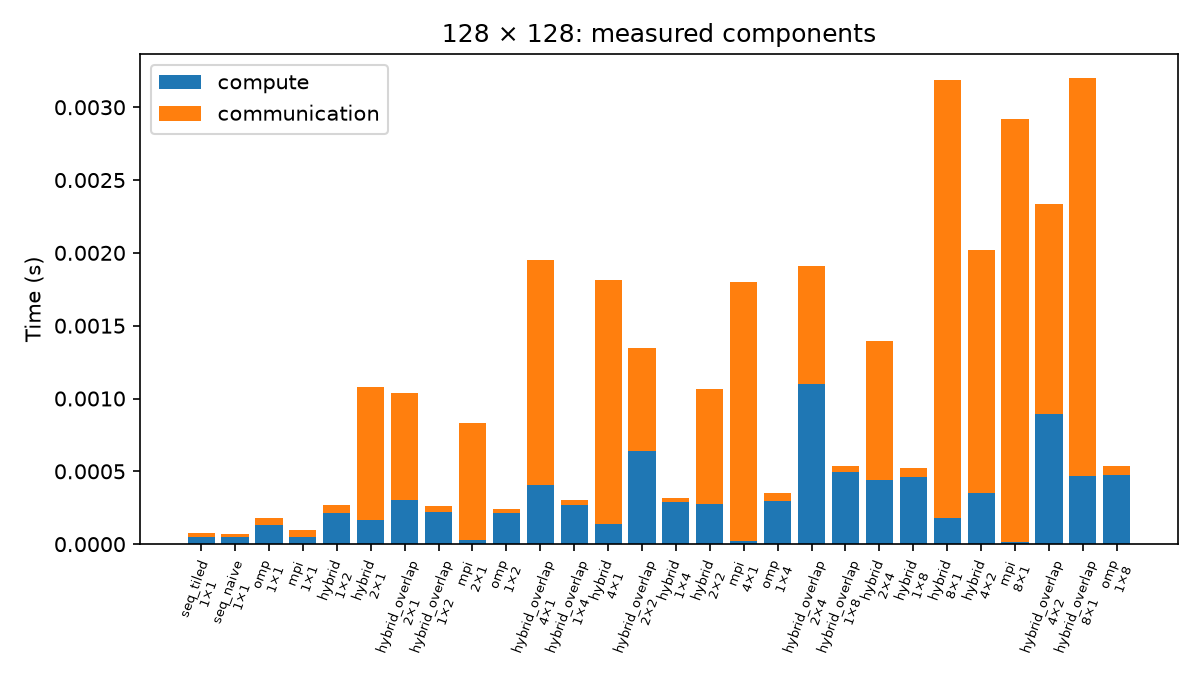 128 × 128: measured components
compute
communication
Time (s)
0.0030
0.0025
0.0020
0.0015
0.0010
0.0005
0.0000
seq_tiled
1×1
seq_naive
1×1
omp
1×1
mpi
1×1
hybrid
1×2
hybrid
2×1
hybrid_overlap
2×1
hybrid_overlap
1×2
mpi
2×1
omp
1×2
hybrid_overlap
4×1
hybrid_overlap
1×4
hybrid
4×1
hybrid_overlap
2×2
hybrid
1×4
hybrid
2×2
mpi
4×1
omp
1×4
hybrid_overlap
2×4
hybrid_overlap
1×8
hybrid
2×4
hybrid
1×8
hybrid
8×1
hybrid
4×2
mpi
8×1
hybrid_overlap
4×2
hybrid_overlap
8×1
omp
1×8